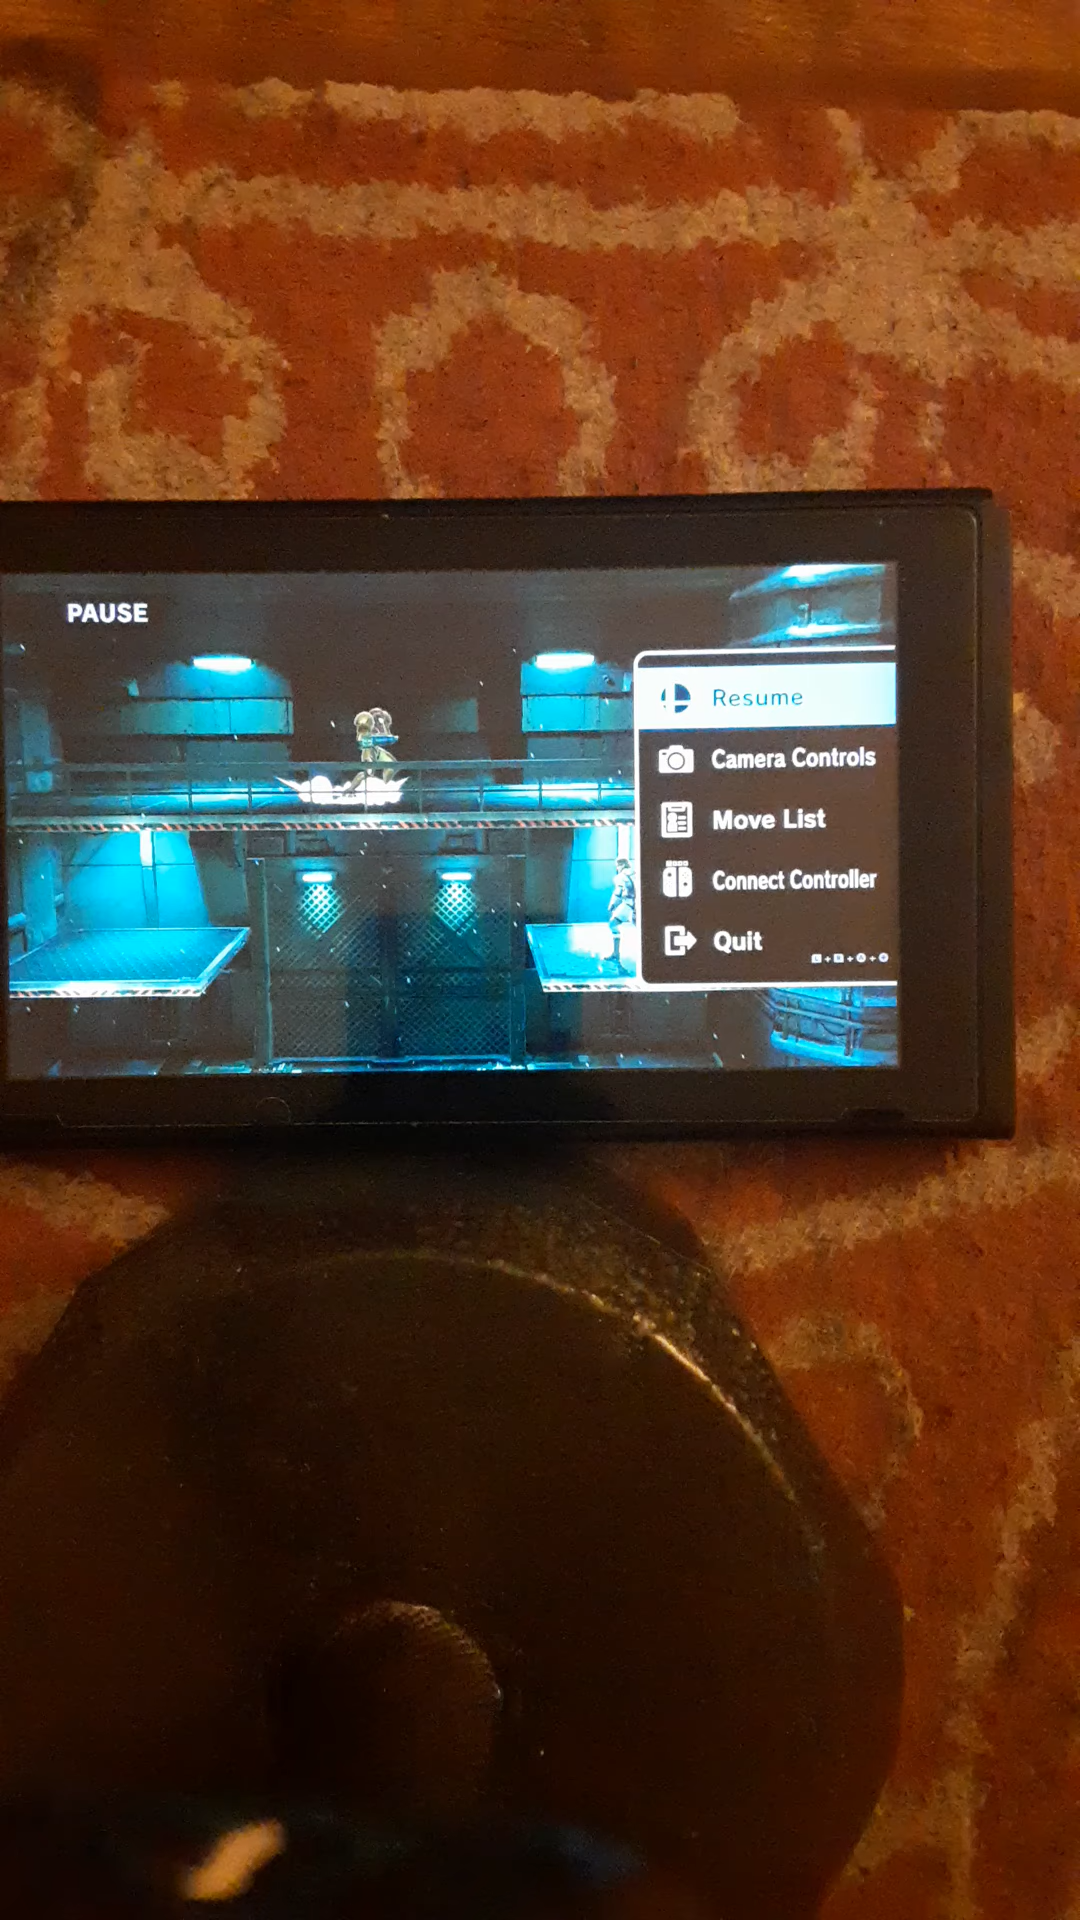 PAUSE
Resume
Camera Controls
Move List
Connect Controller
Quit